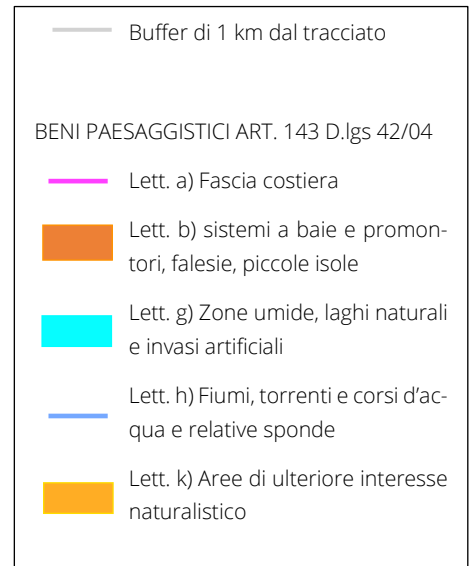 Buffer di 1 km dal tracciato
BENI PAESAGGISTICI ART. 143 D.lgs 42/04
Lett. a) Fascia costiera
Lett. b) sistemi a baie e promon-
tori, falesie, piccole isole
Lett. g) Zone umide, laghi naturali
e invasi artificiali
Lett. h) Fiumi, torrenti e corsi d'ac-
qua e relative sponde
Lett. k) Aree di ulteriore interesse
naturalistico